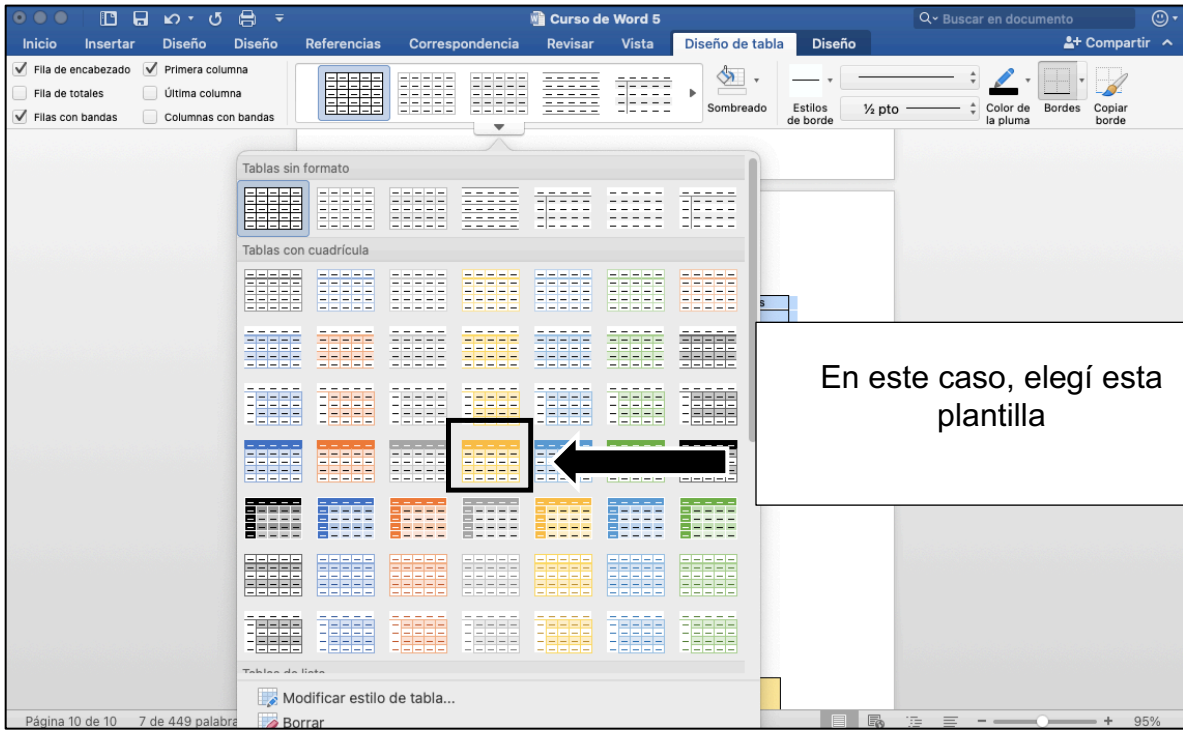 Curso de Word 5
Buscar en documento
Inicio Insertar Diseño Diseño Referencias Correspondencia Revisar Vista Diseño de tabla Diseño Compartir
Fila de encabezado Primera columna
Fila de totales Última columna
Filas con bandas Columnas con bandas
Sombreado
Estilos de borde
½ pto
Color de la pluma
Bordes
Copiar borde
Tablas sin formato
Tablas con cuadrícula
s
En este caso, elegí esta
plantilla
Tablas de lista
Modificar estilo de tabla...
Borrar
Página 10 de 10 7 de 449 palabra
95%